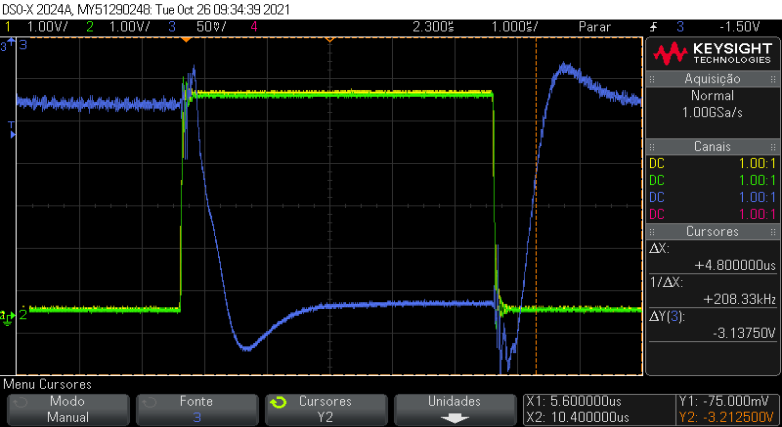 DSO-X 2024A, MY51290248: Tue Oct 26 09:34:39 2021
1 1.00V/ 2 1.00V/ 3 50%/ 4 2.300s 1.000s/ Parar 3 -1.50V
3 3
T
2
KEYSIGHT
TECHNOLOGIES
Aquisição
Normal
1.00GSa/s
Canais
DC 1.00:1
DC 1.00:1
DC 1.00:1
DC 1.00:1
Cursores
ΔX:
+4.800000us
1/ΔX:
+208.33kHz
ΔY(3):
-3.13750V
Menu Cursores
Modo
Manual
Fonte
3
Cursores
Y2
Unidades
X1: 5.600000us
X2: 10.400000us
Y1: -75.000mV
Y2: -3.212500V